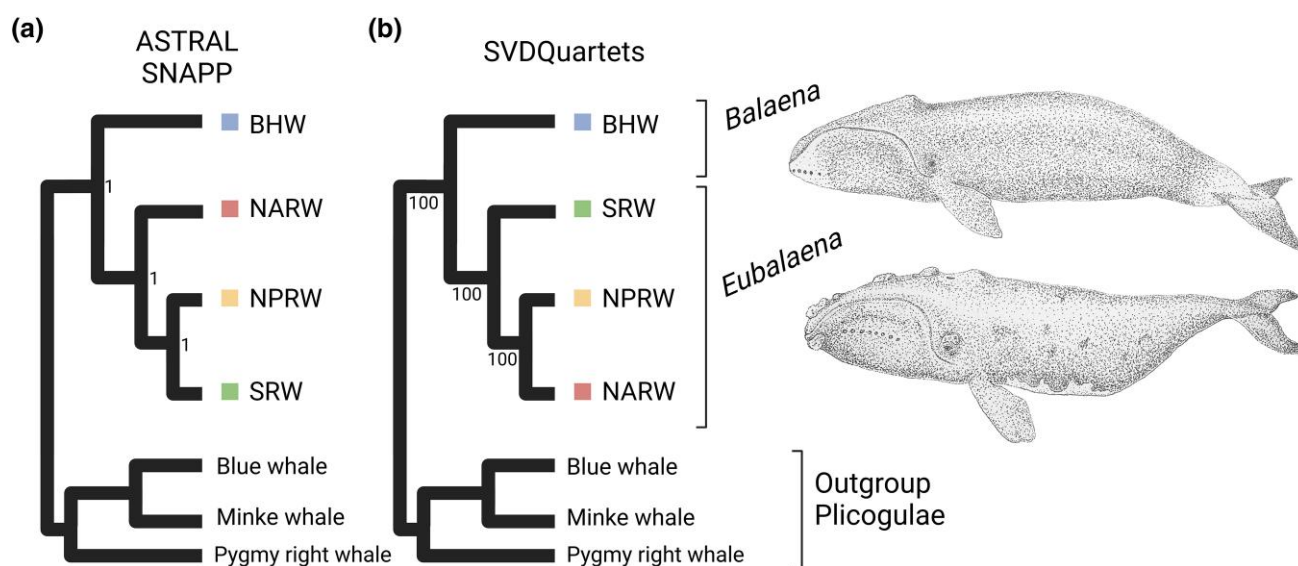 (a)
ASTRAL
SNAPP
BHW
1
NARW
1
NPRW
1
SRW
Blue whale
Minke whale
Pygmy right whale
(b)
SVDQuartets
BHW
100
SRW
100
NPRW
100
NARW
Blue whale
Minke whale
Pygmy right whale
Balaena
Eubalaena
Outgroup
Plicogulae